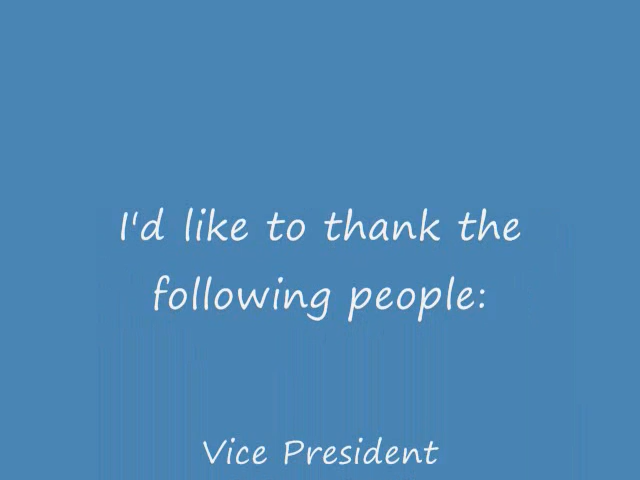 I'd like to thank the
following people:
Vice President